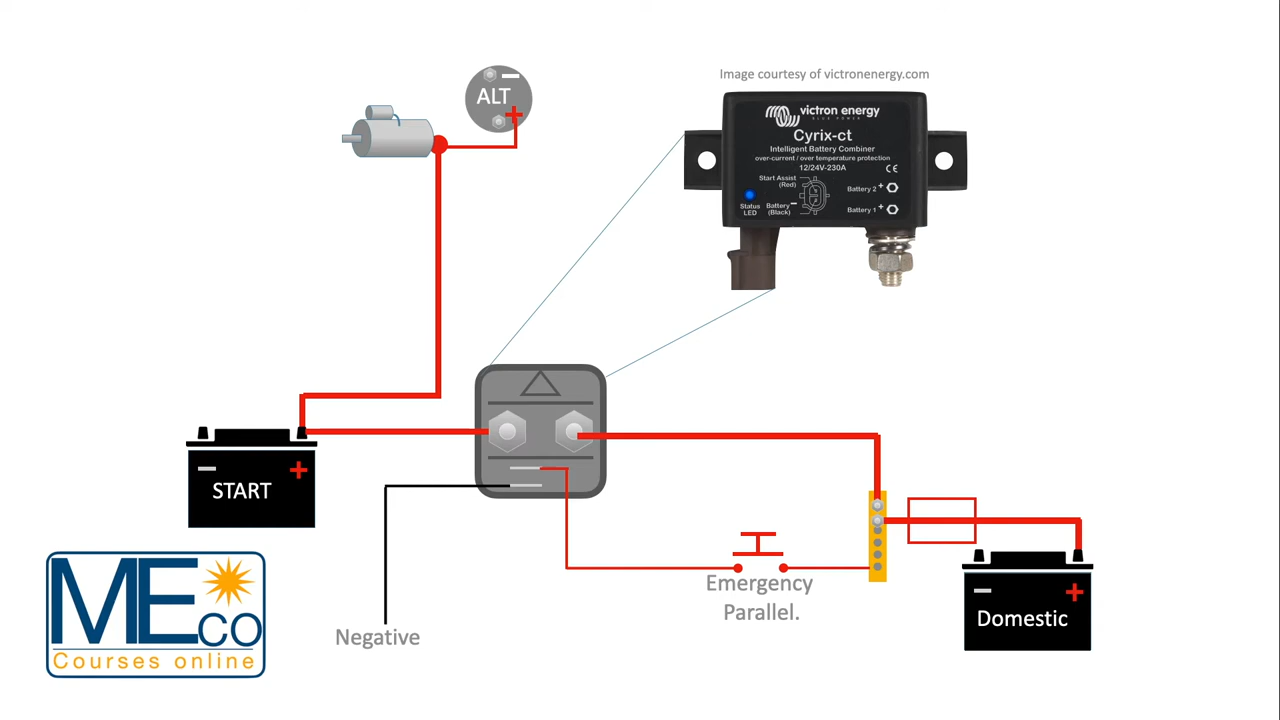 Image courtesy of victronenergy.com
ALT
victron energy
BLUE POWER
Cyrix-ct
Intelligent Battery Combiner
over-current / over temperature protection
12/24V-230A CE
Start Assist
(Red)
Battery 2 +
Status
LED
Battery −
(Black)
Battery 1 +
START
Emergency
Parallel.
Domestic
Negative
MEco
Courses online